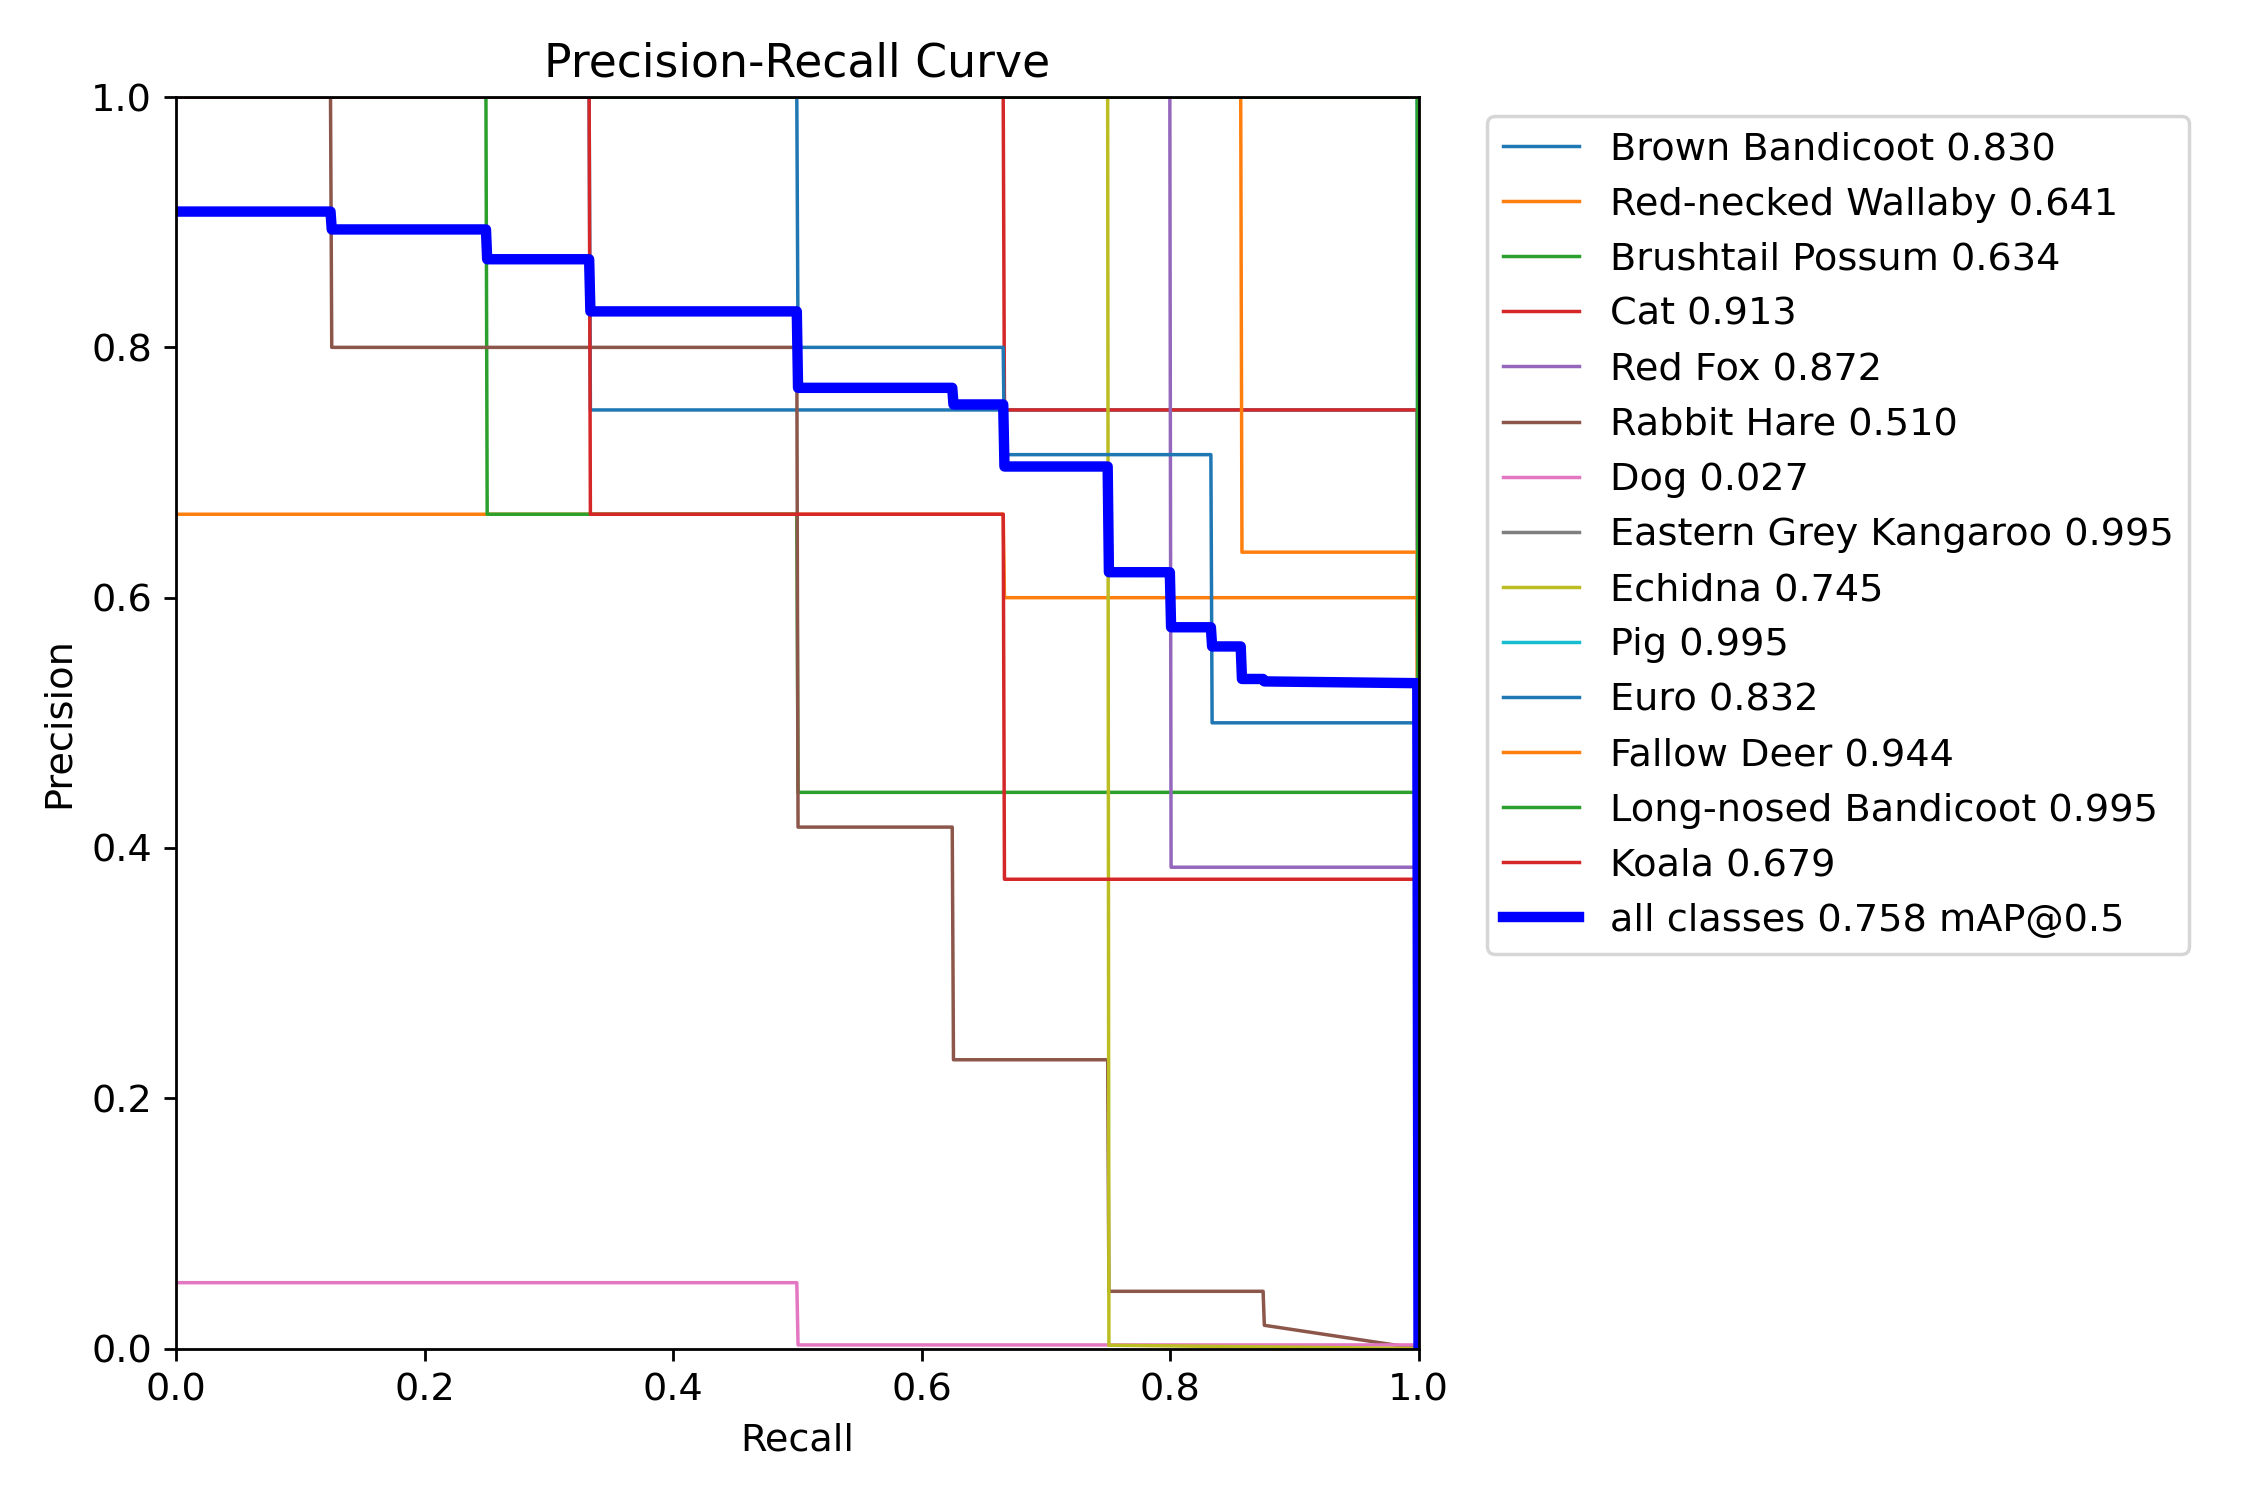 Precision-Recall Curve
1.0
0.8
0.6
0.4
0.2
0.0
Precision
0.0 0.2 0.4 0.6 0.8 1.0
Recall
Brown Bandicoot 0.830
Red-necked Wallaby 0.641
Brushtail Possum 0.634
Cat 0.913
Red Fox 0.872
Rabbit Hare 0.510
Dog 0.027
Eastern Grey Kangaroo 0.995
Echidna 0.745
Pig 0.995
Euro 0.832
Fallow Deer 0.944
Long-nosed Bandicoot 0.995
Koala 0.679
all classes 0.758 mAP@0.5